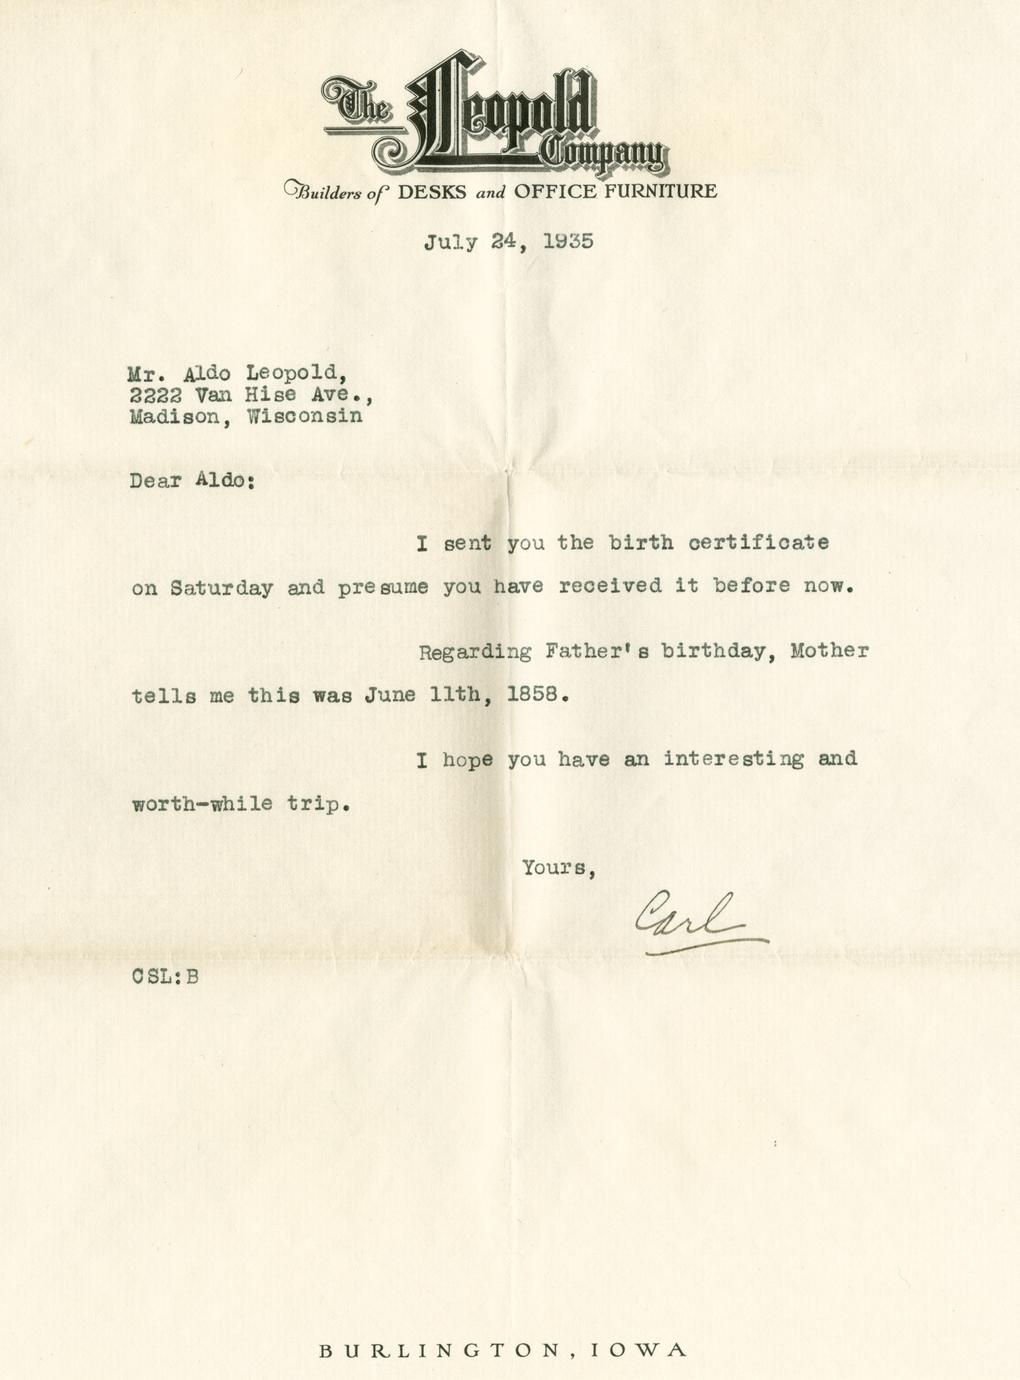 The Leopold Company
Builders of DESKS and OFFICE FURNITURE
July 24, 1935
Mr. Aldo Leopold,
2222 Van Hise Ave.,
Madison, Wisconsin
Dear Aldo:
I sent you the birth certificate
on Saturday and presume you have received it before now.
Regarding Father's birthday, Mother
tells me this was June 11th, 1858.
I hope you have an interesting and
worth-while trip.
Yours,
Carl
CSL:B
BURLINGTON, IOWA